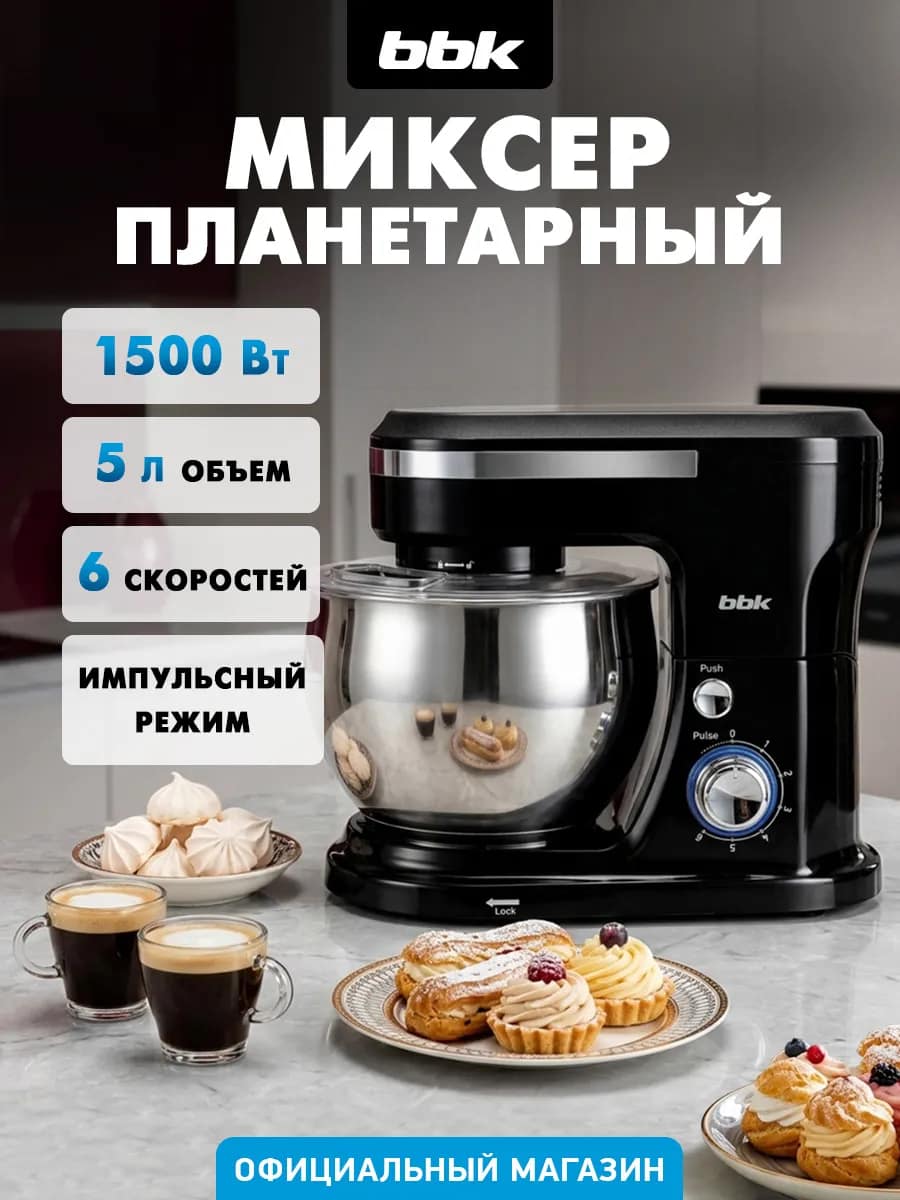 bbk
МИКСЕР
ПЛАНЕТАРНЫЙ
1500 Вт
5 л ОБЪЕМ
6 СКОРОСТЕЙ
ИМПУЛЬСНЫЙ
РЕЖИМ
bbk
Push
Pulse 0
1
2
3
4
5
6
Lock
ОФИЦИАЛЬНЫЙ МАГАЗИН